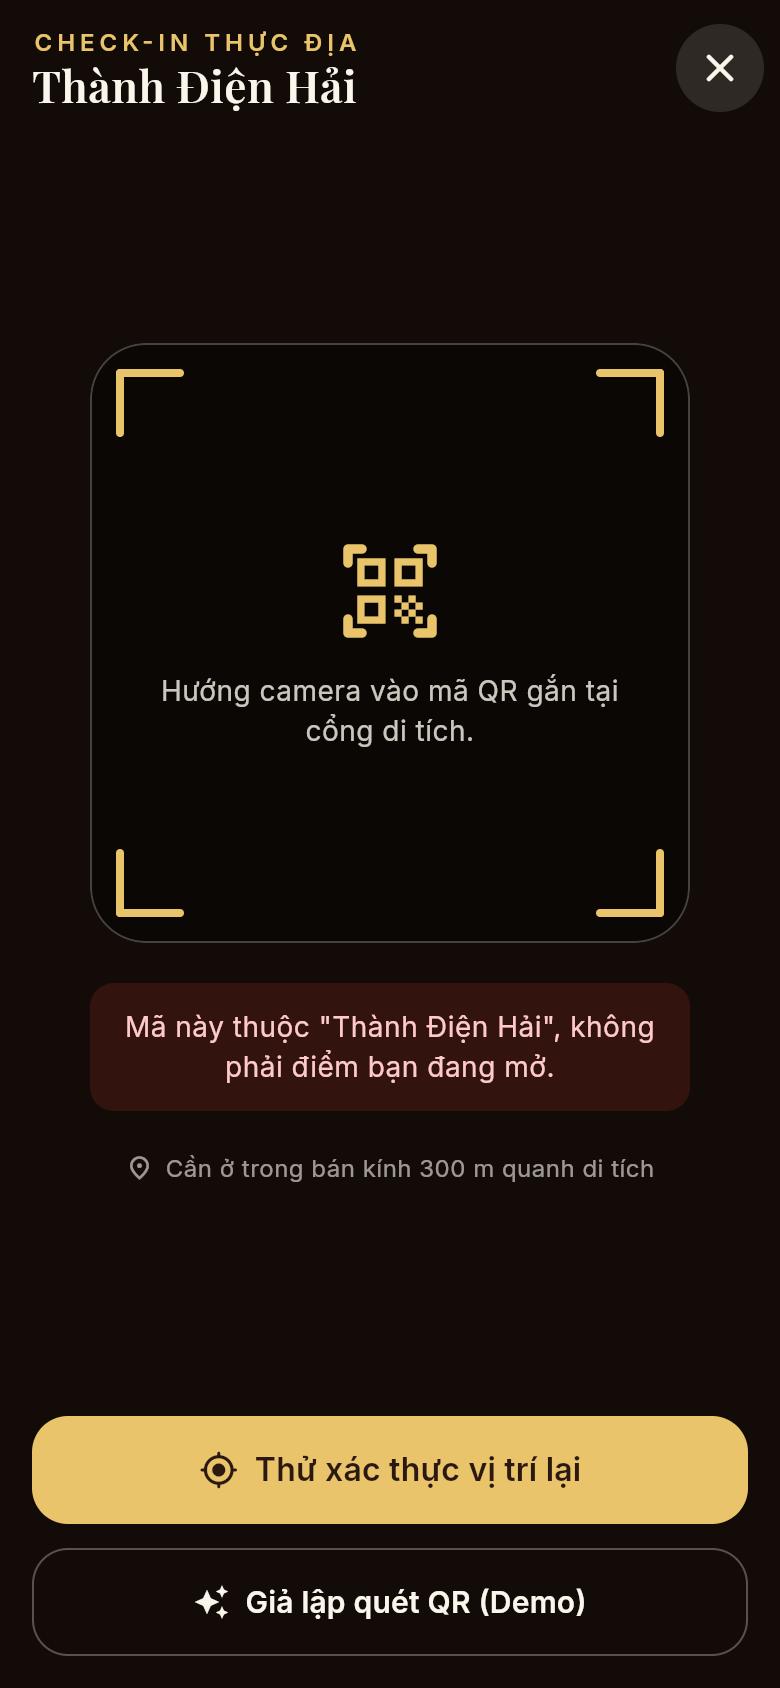 CHECK-IN THỰC ĐỊA
Thành Điện Hải
Hướng camera vào mã QR gắn tại
cổng di tích.
Mã này thuộc "Thành Điện Hải", không
phải điểm bạn đang mở.
Cần ở trong bán kính 300 m quanh di tích
Thử xác thực vị trí lại
Giả lập quét QR (Demo)